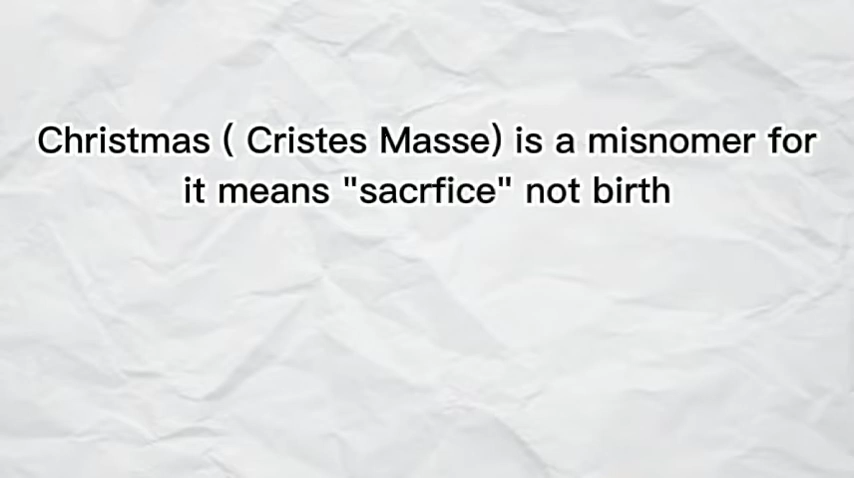 Christmas ( Cristes Masse) is a misnomer for
it means "sacrfice" not birth